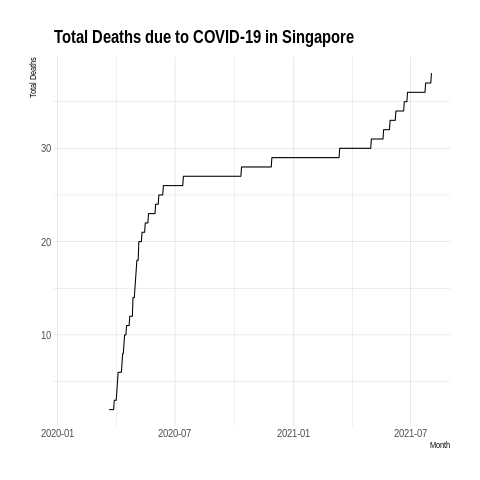 Total Deaths due to COVID-19 in Singapore
Total Deaths
30
20
10
2020-01 2020-07 2021-01 2021-07
Month